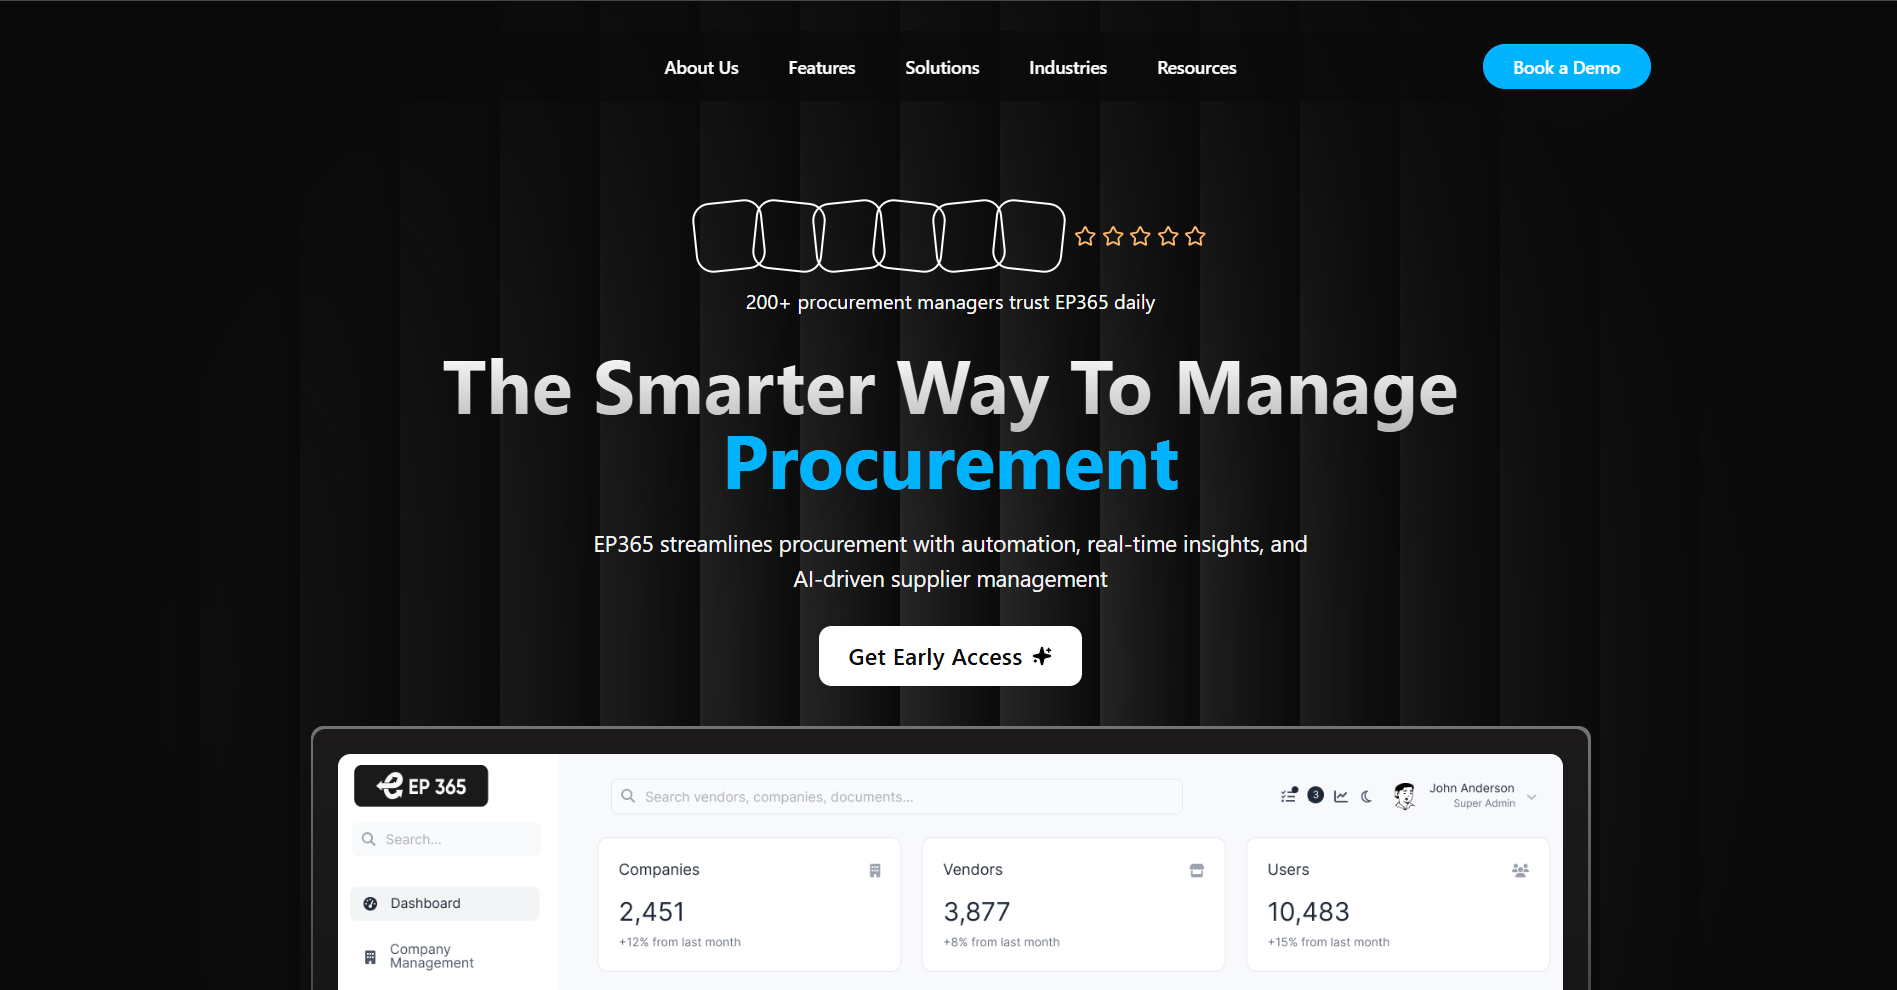 About Us
Features
Solutions
Industries
Resources
Book a Demo
200+ procurement managers trust EP365 daily
The Smarter Way To Manage
Procurement
EP365 streamlines procurement with automation, real-time insights, and
AI-driven supplier management
Get Early Access
EP 365
Search vendors, companies, documents...
3
John Anderson
Super Admin
Search...
Dashboard
Company
Management
Companies
2,451
+12% from last month
Vendors
3,877
+8% from last month
Users
10,483
+15% from last month